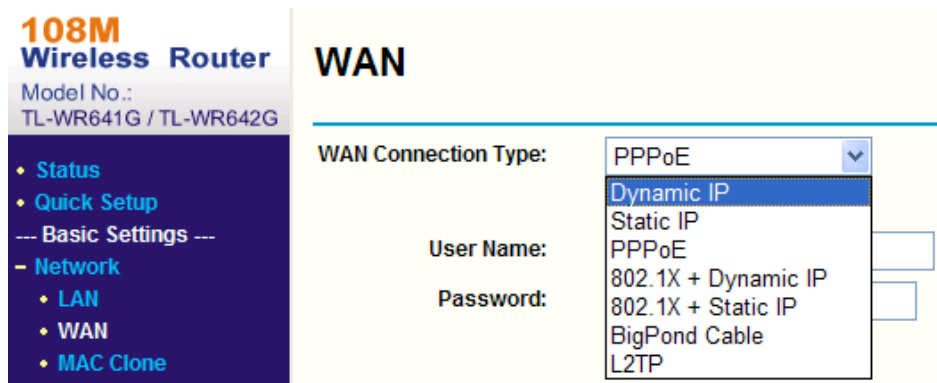 108M
Wireless Router
Model No.:
TL-WR641G / TL-WR642G
• Status
• Quick Setup
--- Basic Settings ---
– Network
• LAN
• WAN
• MAC Clone
WAN
WAN Connection Type:
PPPoE
Dynamic IP
Static IP
PPPoE
802.1X + Dynamic IP
802.1X + Static IP
BigPond Cable
L2TP
User Name:
Password: